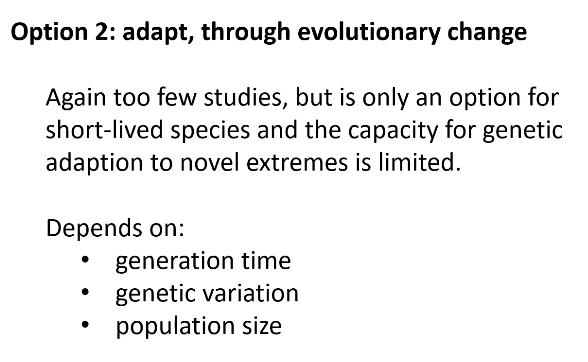 Option 2: adapt, through evolutionary change
Again too few studies, but is only an option for
short-lived species and the capacity for genetic
adaption to novel extremes is limited.
Depends on:
• generation time
• genetic variation
• population size